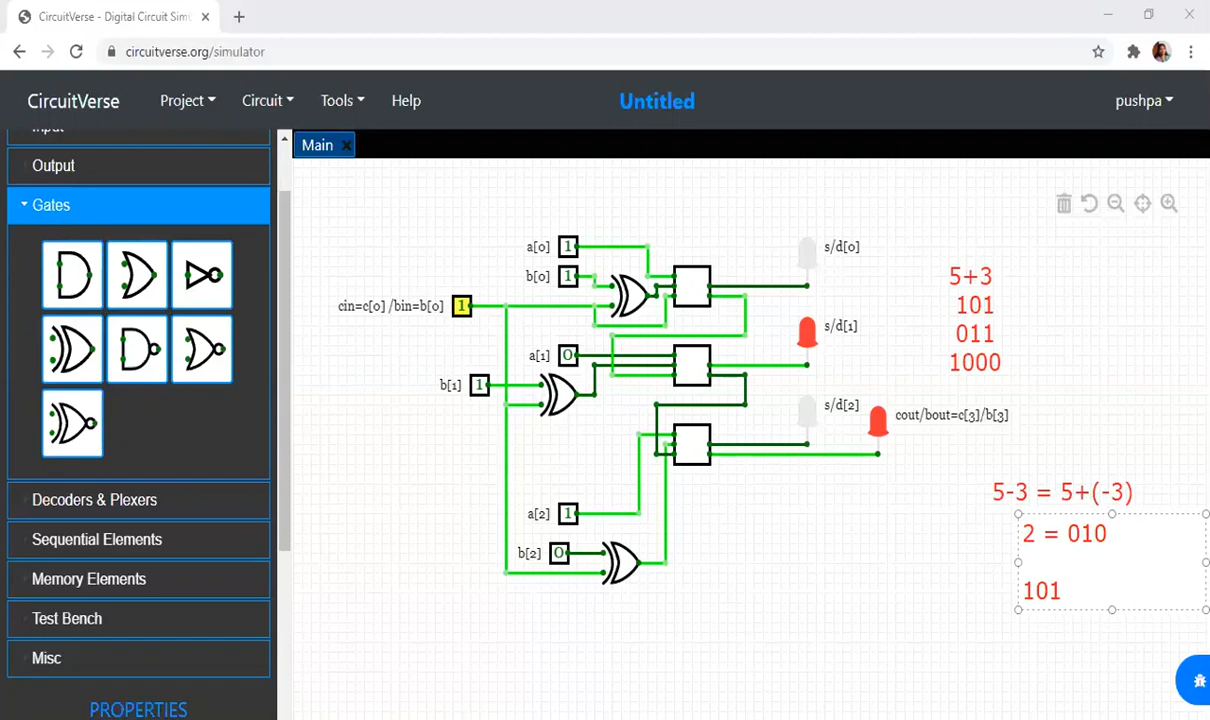 CircuitVerse - Digital Circuit Sim
circuitverse.org/simulator
CircuitVerse
Project
Circuit
Tools
Help
Untitled
pushpa
Input
Output
Gates
Decoders & Plexers
Sequential Elements
Memory Elements
Test Bench
Misc
PROPERTIES
Main
a[0] 1
s/d[0]
b[0] 1
cin=c[0] /bin=b[0] 1
s/d[1]
a[1] 0
b[1] 1
s/d[2]
cout/bout=c[3]/b[3]
a[2] 1
b[2] 0
5+3
101
011
1000
5-3 = 5+(-3)
2 = 010
101